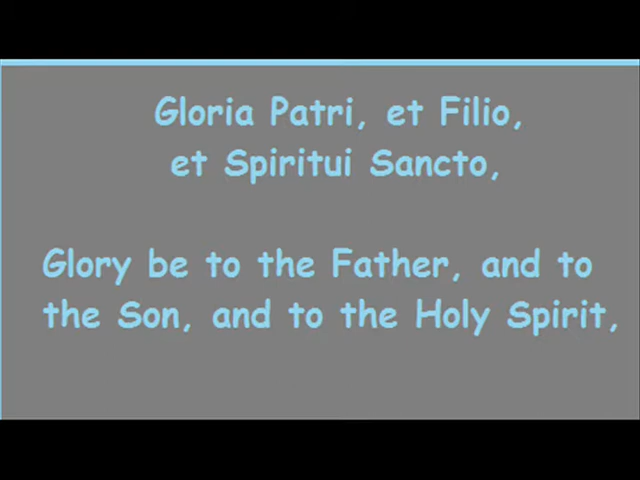 Gloria Patri, et Filio,
et Spiritui Sancto,
Glory be to the Father, and to
the Son, and to the Holy Spirit,